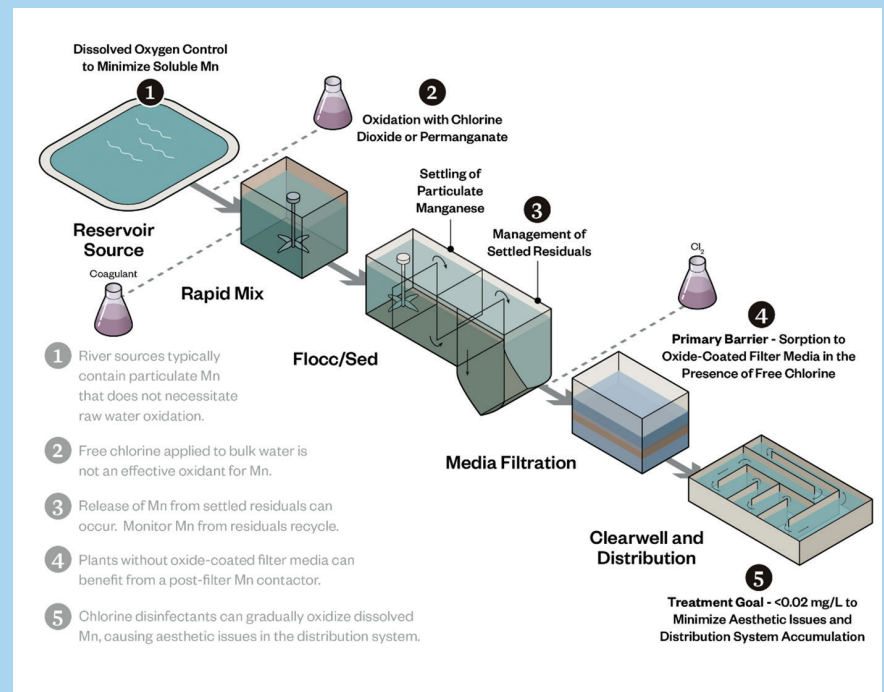 Dissolved Oxygen Control
to Minimize Soluble Mn
1
2
Oxidation with Chlorine
Dioxide or Permanganate
Reservoir
Source
Coagulant
Rapid Mix
Settling of
Particulate
Manganese
3
Management of
Settled Residuals
Flocc/Sed
Cl₂
4
Primary Barrier - Sorption to
Oxide-Coated Filter Media in the
Presence of Free Chlorine
Media Filtration
Clearwell and
Distribution
5
Treatment Goal - <0.02 mg/L to
Minimize Aesthetic Issues and
Distribution System Accumulation
1 River sources typically
contain particulate Mn
that does not necessitate
raw water oxidation.
2 Free chlorine applied to bulk water is
not an effective oxidant for Mn.
3 Release of Mn from settled residuals can
occur. Monitor Mn from residuals recycle.
4 Plants without oxide-coated filter media can
benefit from a post-filter Mn contactor.
5 Chlorine disinfectants can gradually oxidize dissolved
Mn, causing aesthetic issues in the distribution system.